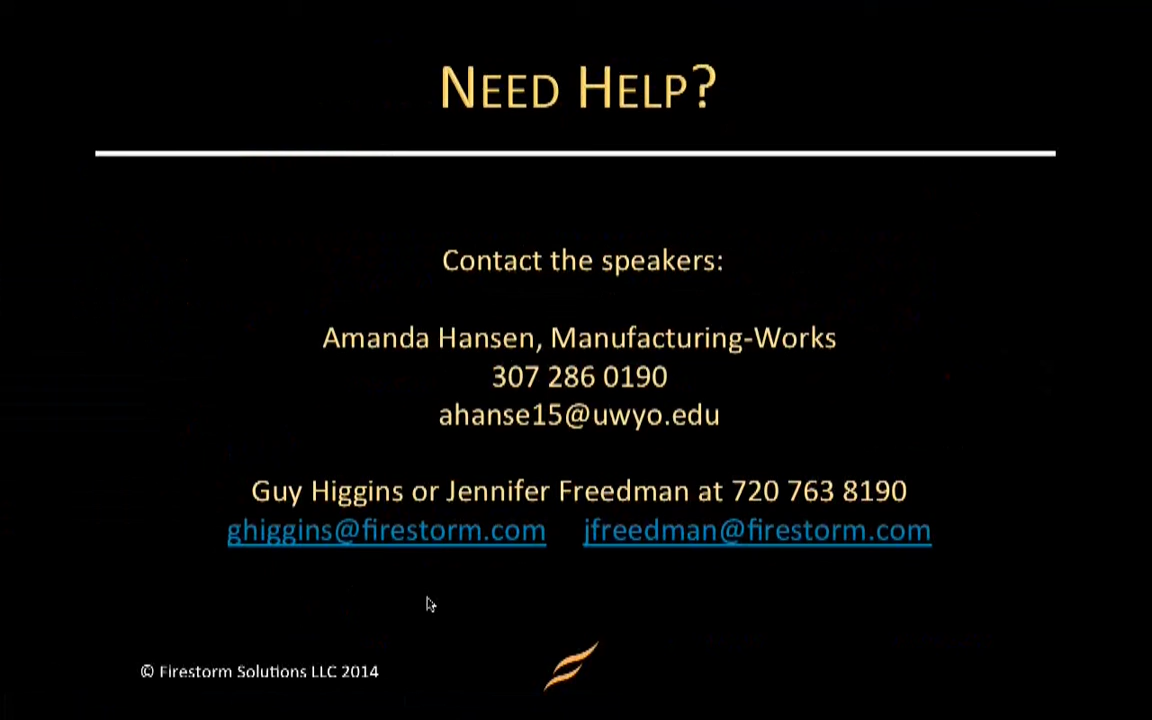 NEED HELP?
Contact the speakers:
Amanda Hansen, Manufacturing-Works
307 286 0190
ahanse15@uwyo.edu
Guy Higgins or Jennifer Freedman at 720 763 8190
ghiggins@firestorm.com jfreedman@firestorm.com
© Firestorm Solutions LLC 2014